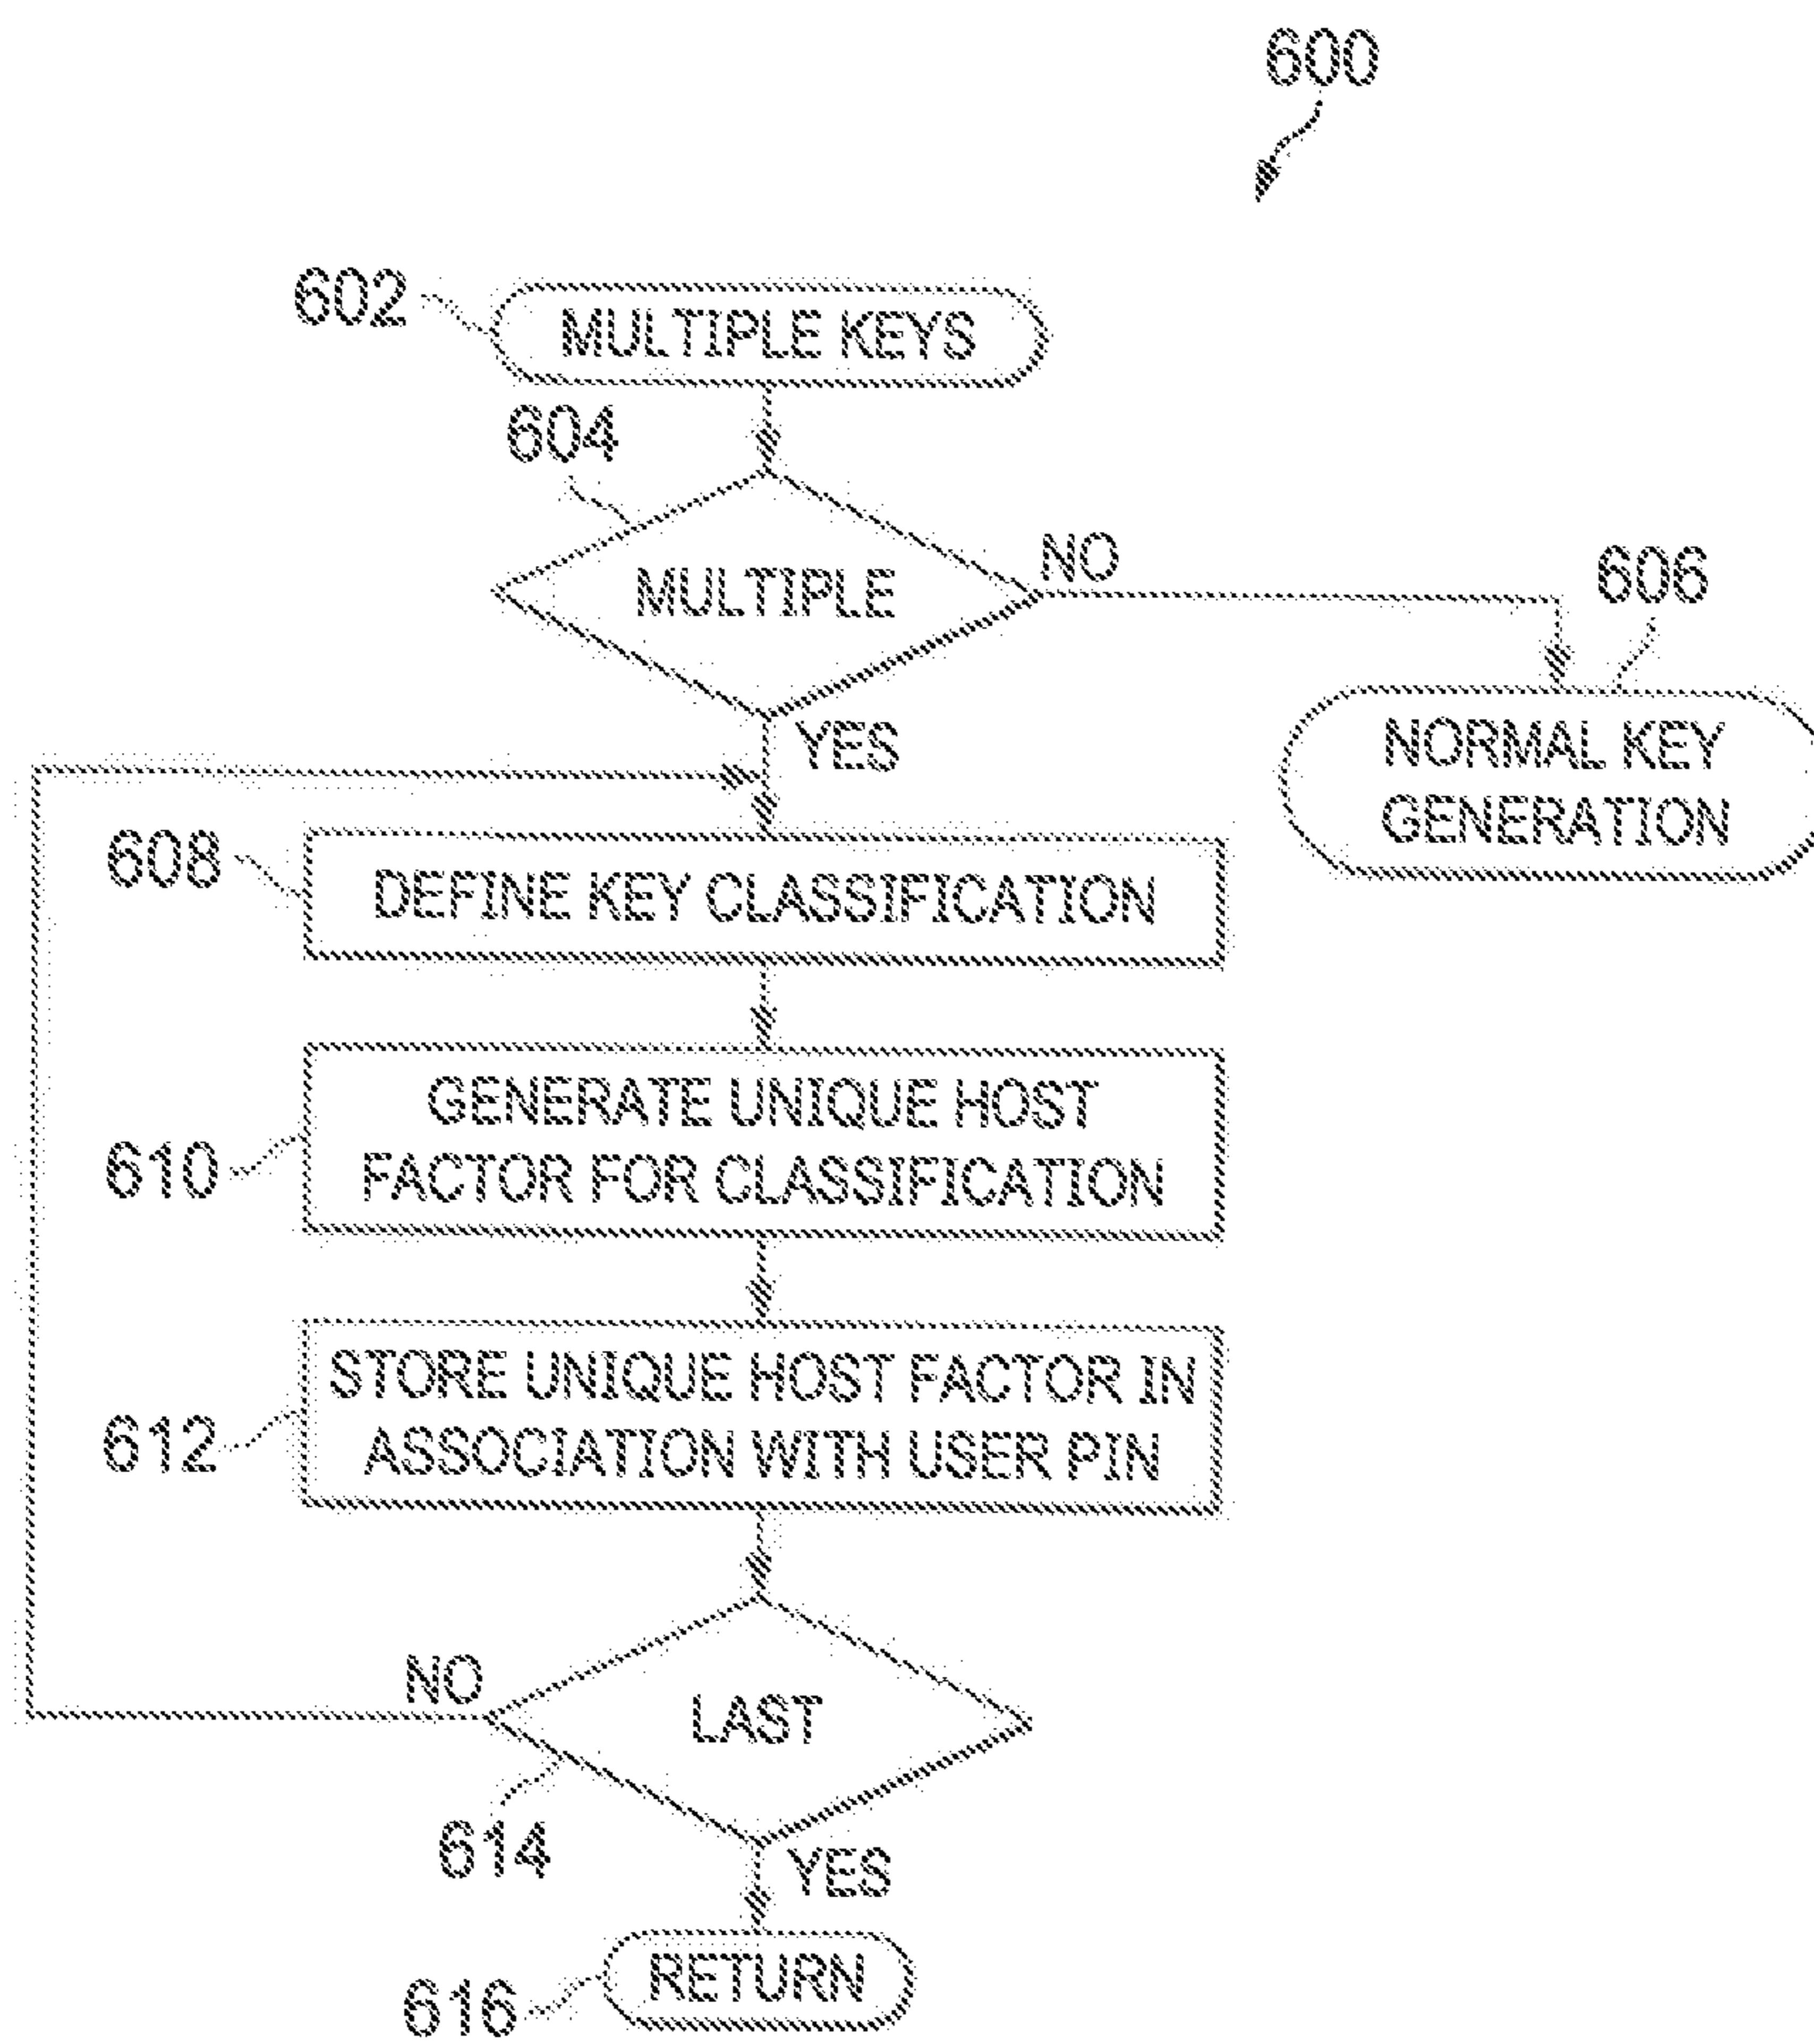 600
602
MULTIPLE KEYS
604
MULTIPLE
NO
606
NORMAL KEY
GENERATION
YES
608
DEFINE KEY CLASSIFICATION
610
GENERATE UNIQUE HOST
FACTOR FOR CLASSIFICATION
612
STORE UNIQUE HOST FACTOR IN
ASSOCIATION WITH USER PIN
NO
LAST
614
YES
616
RETURN